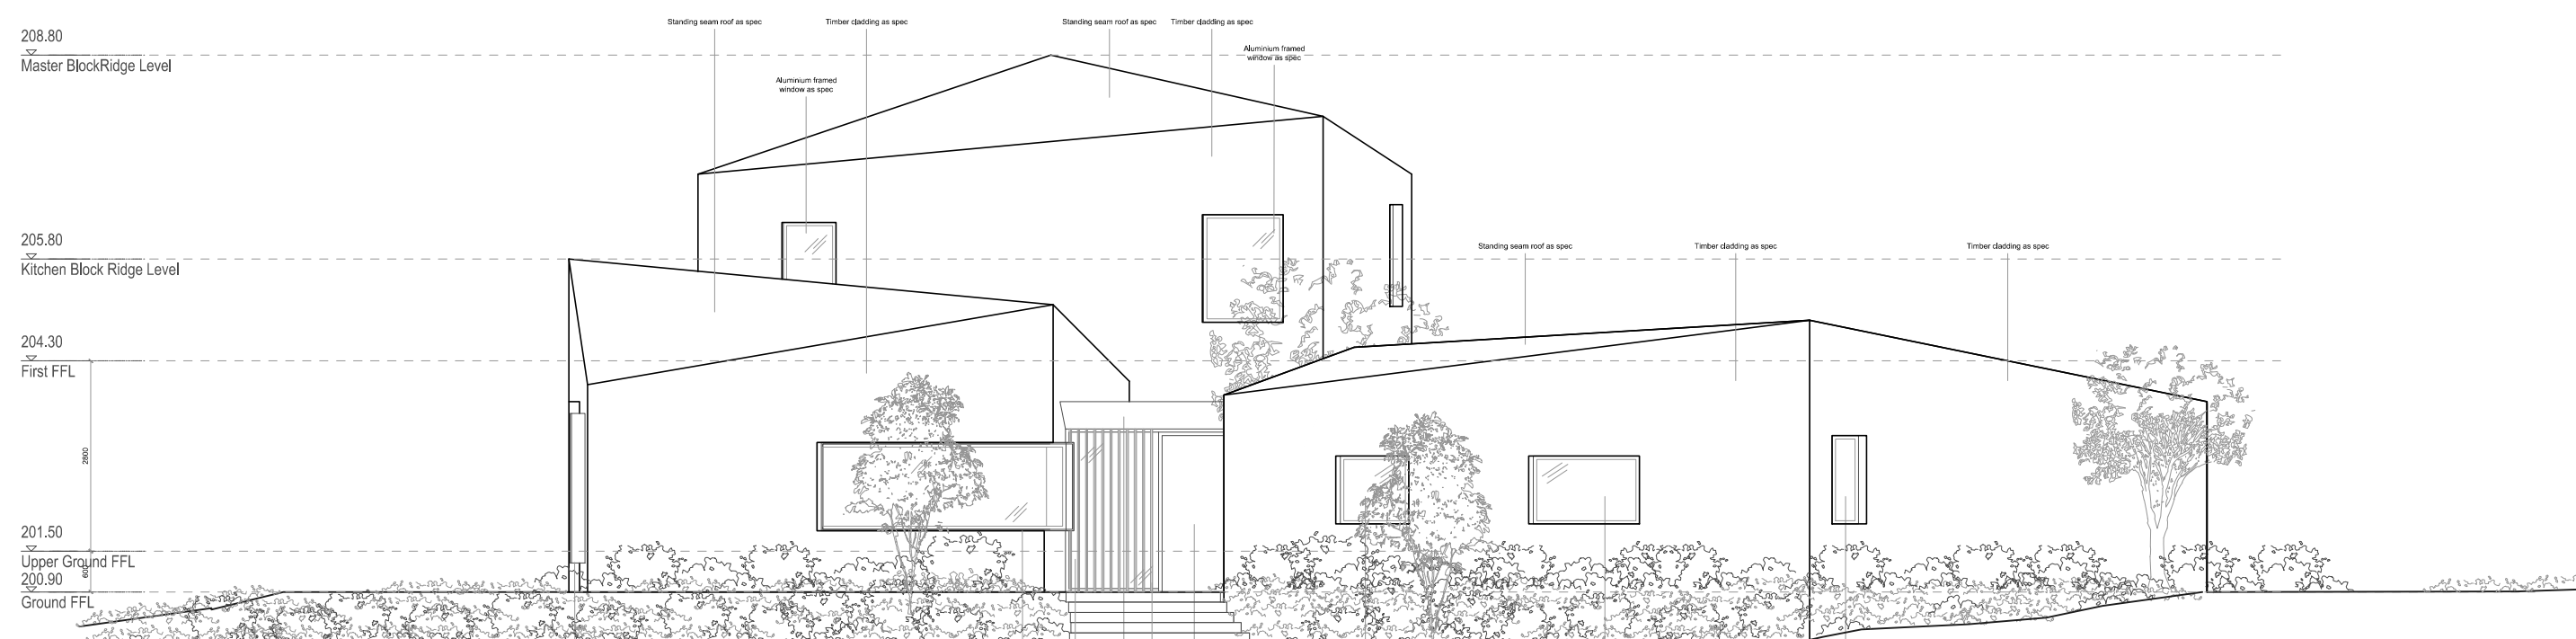 Standing seam roof as spec
Timber cladding as spec
Standing seam roof as spec
Timber cladding as spec
208.80
Master BlockRidge Level
Aluminium framed
window as spec
Aluminium framed
window as spec
205.80
Kitchen Block Ridge Level
Standing seam roof as spec
Timber cladding as spec
Timber cladding as spec
204.30
First FFL
2800
201.50
Upper Ground FFL
200.90
Ground FFL